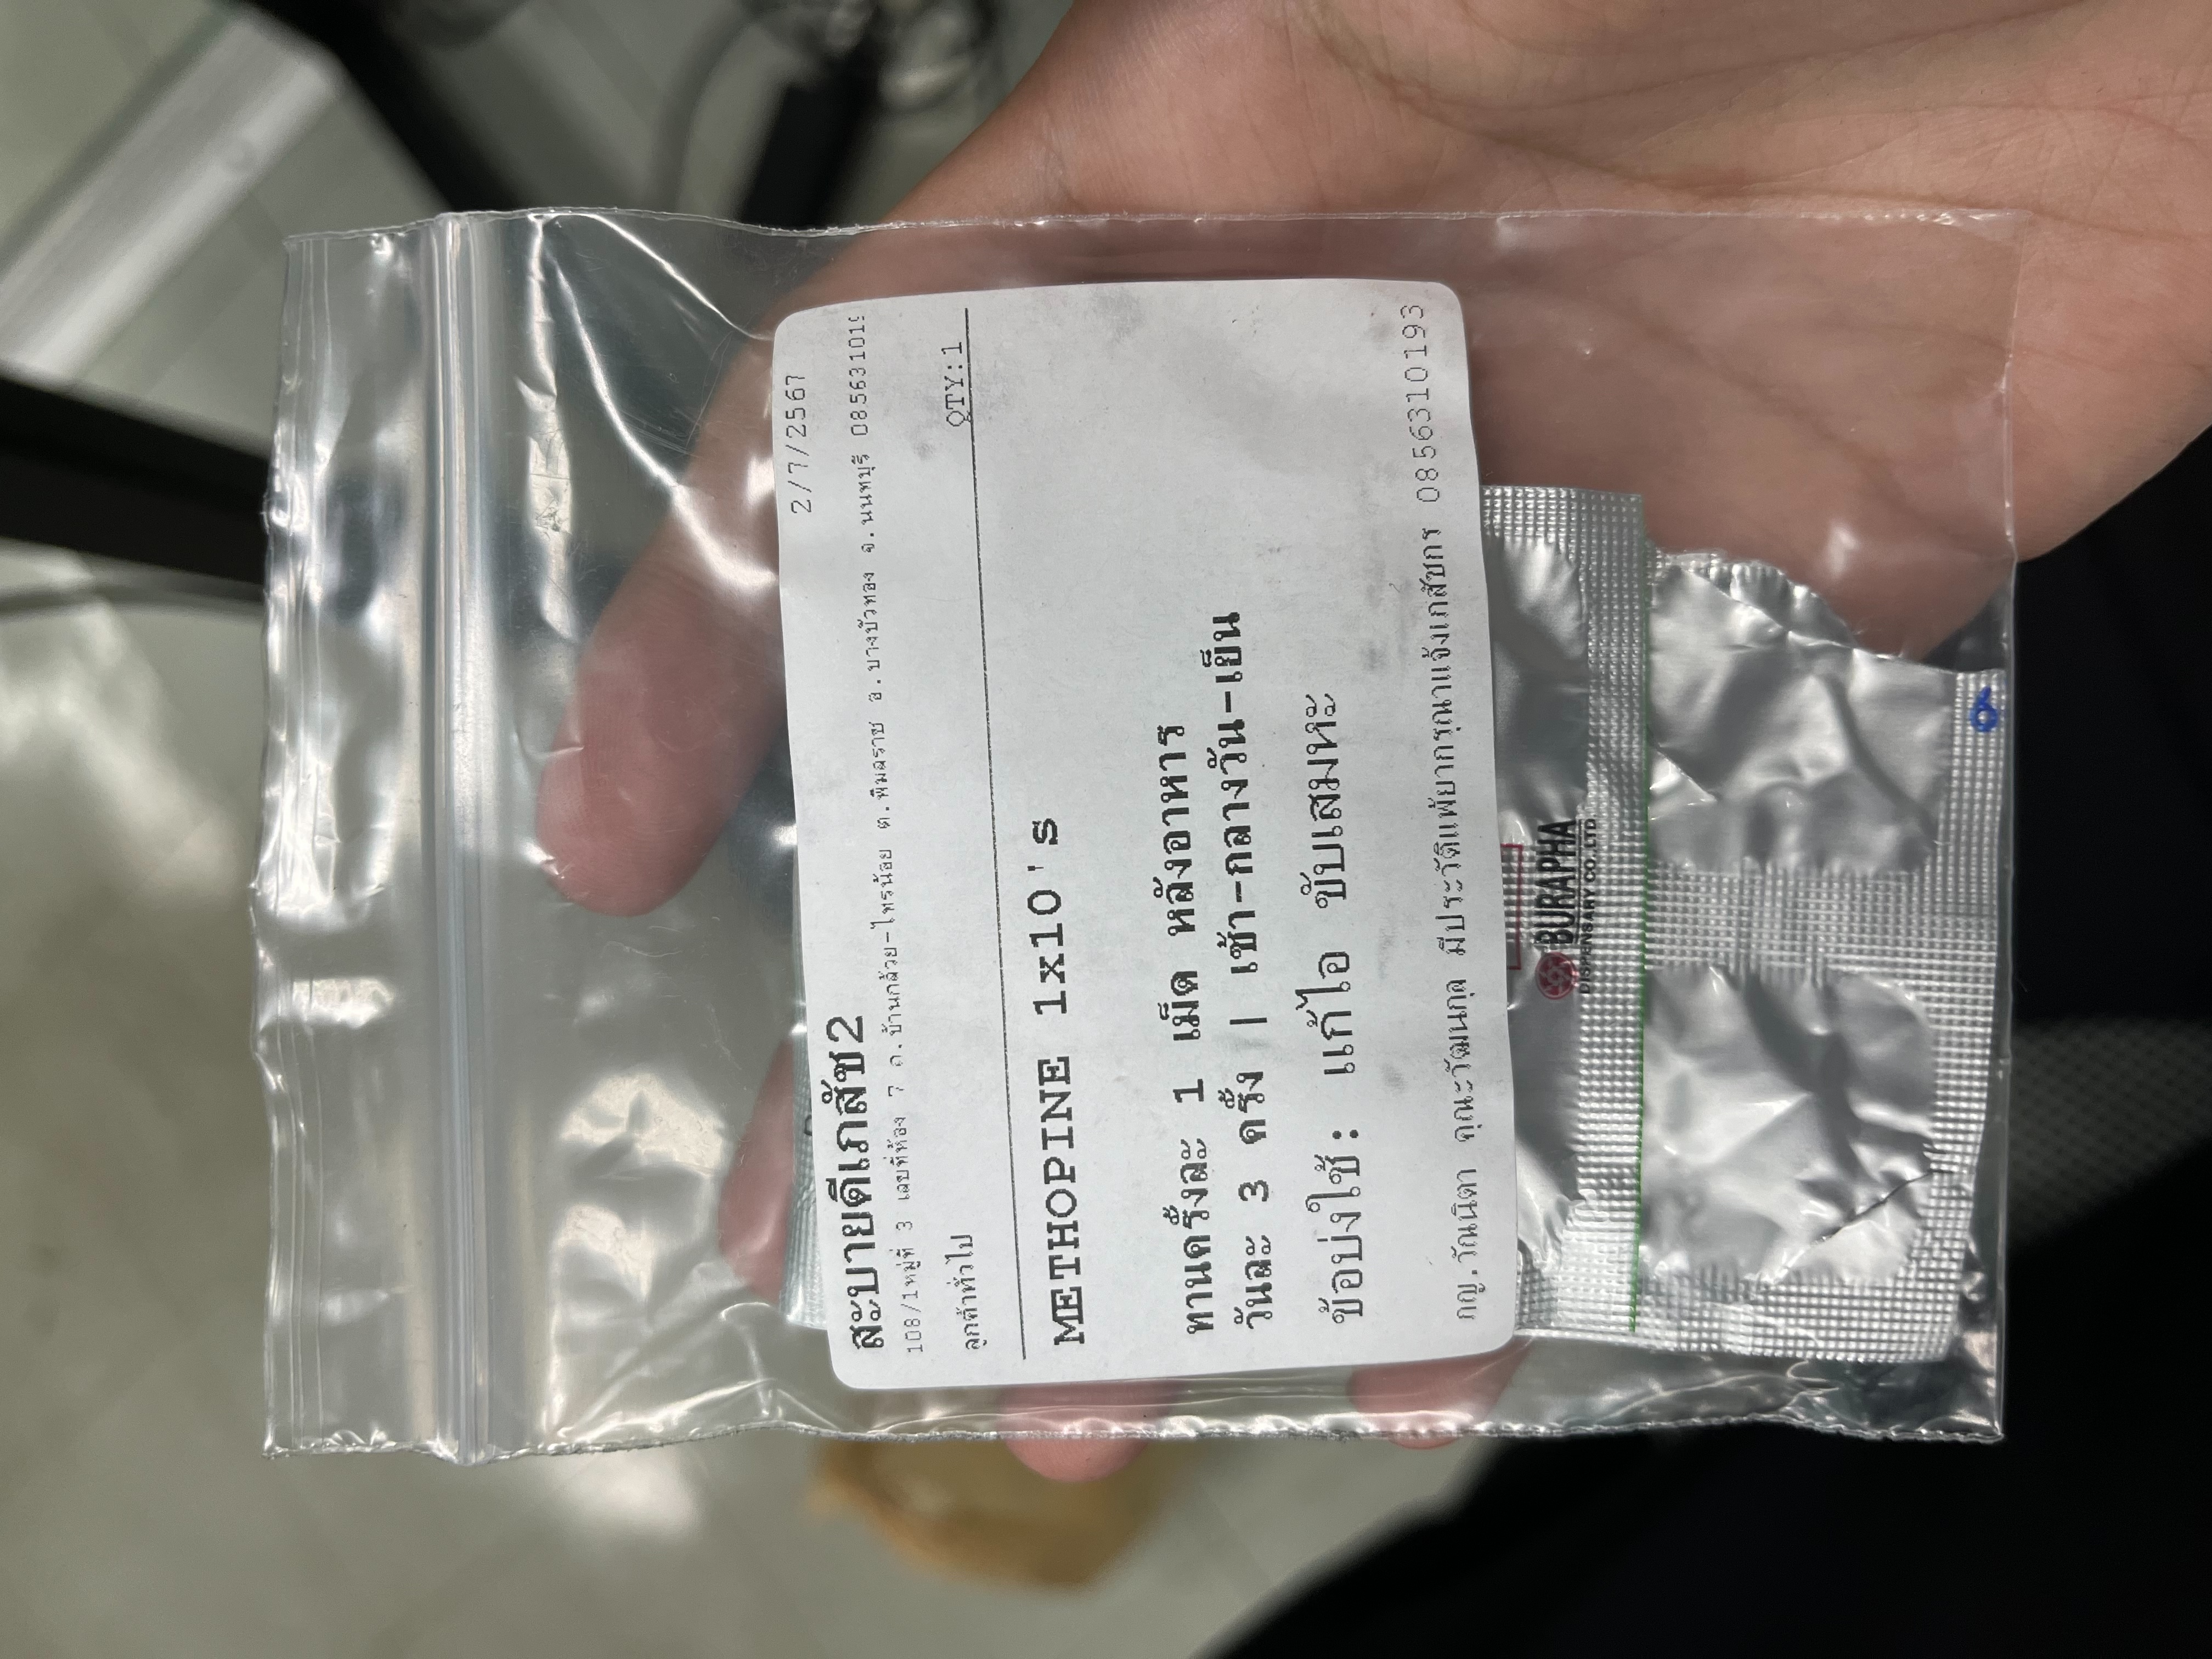 2/7/2567
สะบายดีเภสัช2
108/1หมู่ที่ 3 เลขที่ห้อง 7 ถ.บ้านกล้วย-ไทรน้อย ต.พิมลราช อ.บางบัวทอง จ.นนทบุรี 085631019
ลูกค้าทั่วไป QTY:1
METHOPINE 1x10's
ทานครั้งละ 1 เม็ด หลังอาหาร
วันละ 3 ครั้ง | เช้า-กลางวัน-เย็น
ข้อบ่งใช้: แก้ไอ ขับเสมหะ
ภญ.วัณนิตา คุณะวัฒนกุล มีประวัติแพ้ยากรุณาแจ้งเภสัชกร 0856310193
BURAPHA
DISPENSARY CO.,LTD.